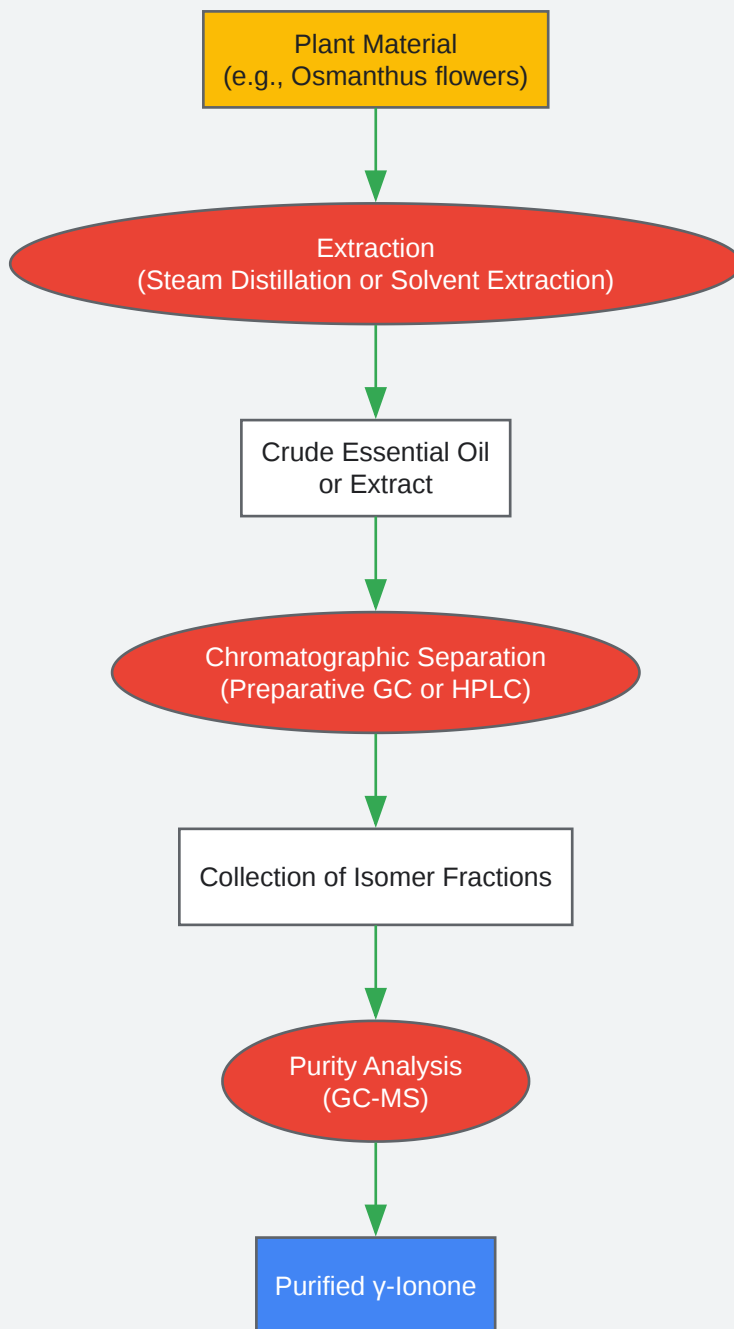 Plant Material
(e.g., Osmanthus flowers)
Extraction
(Steam Distillation or Solvent Extraction)
Crude Essential Oil
or Extract
Chromatographic Separation
(Preparative GC or HPLC)
Collection of Isomer Fractions
Purity Analysis
(GC-MS)
Purified γ-Ionone